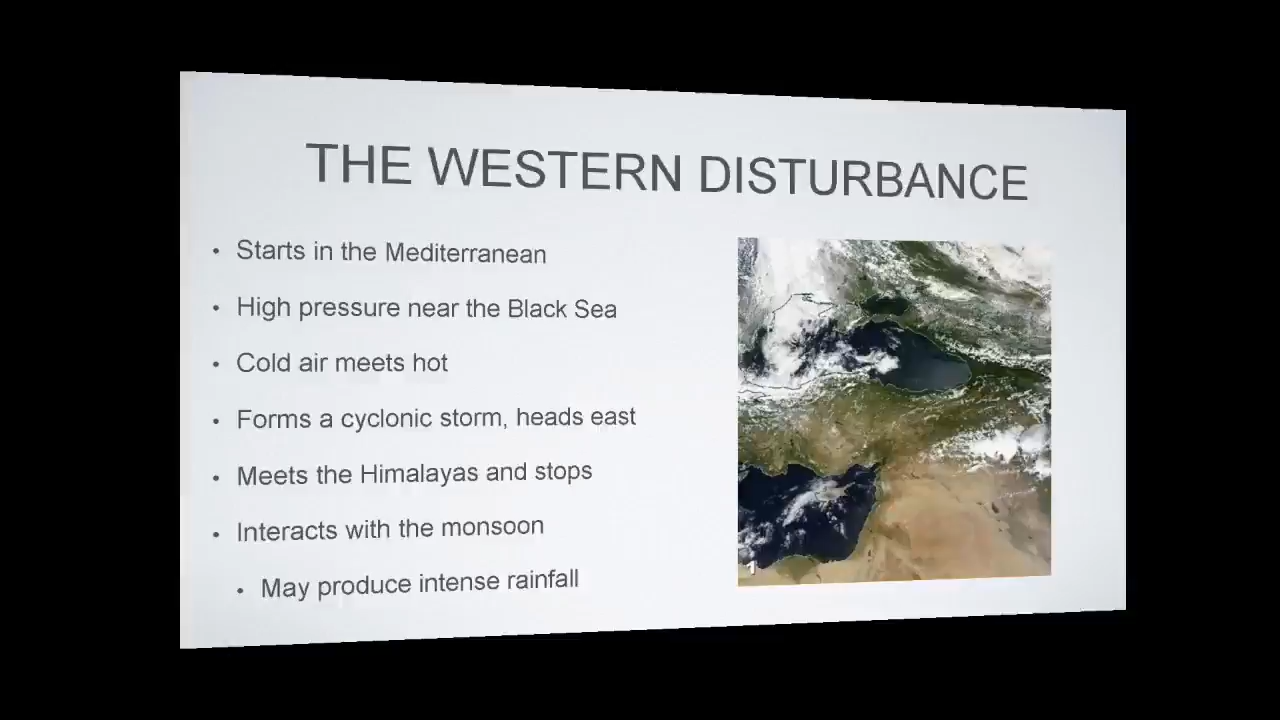 THE WESTERN DISTURBANCE
• Starts in the Mediterranean
• High pressure near the Black Sea
• Cold air meets hot
• Forms a cyclonic storm, heads east
• Meets the Himalayas and stops
• Interacts with the monsoon
• May produce intense rainfall
1